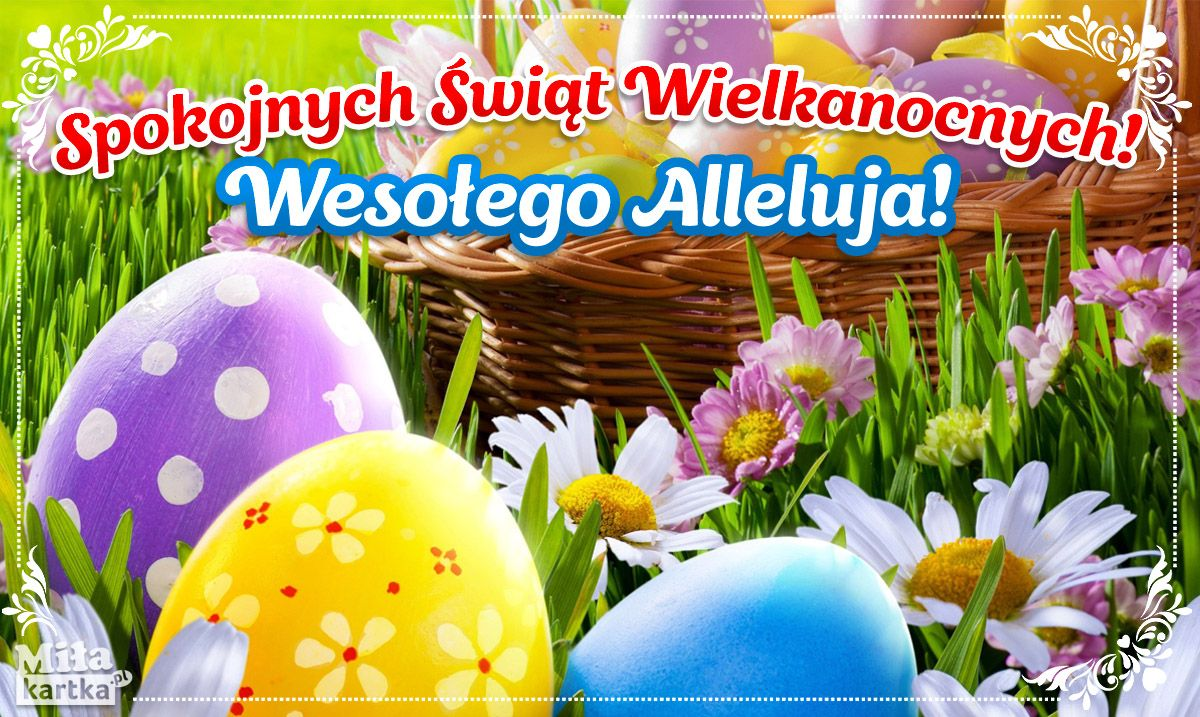 Spokojnych Świąt Wielkanocnych!
Wesołego Alleluja!
Miła
kartka.pl